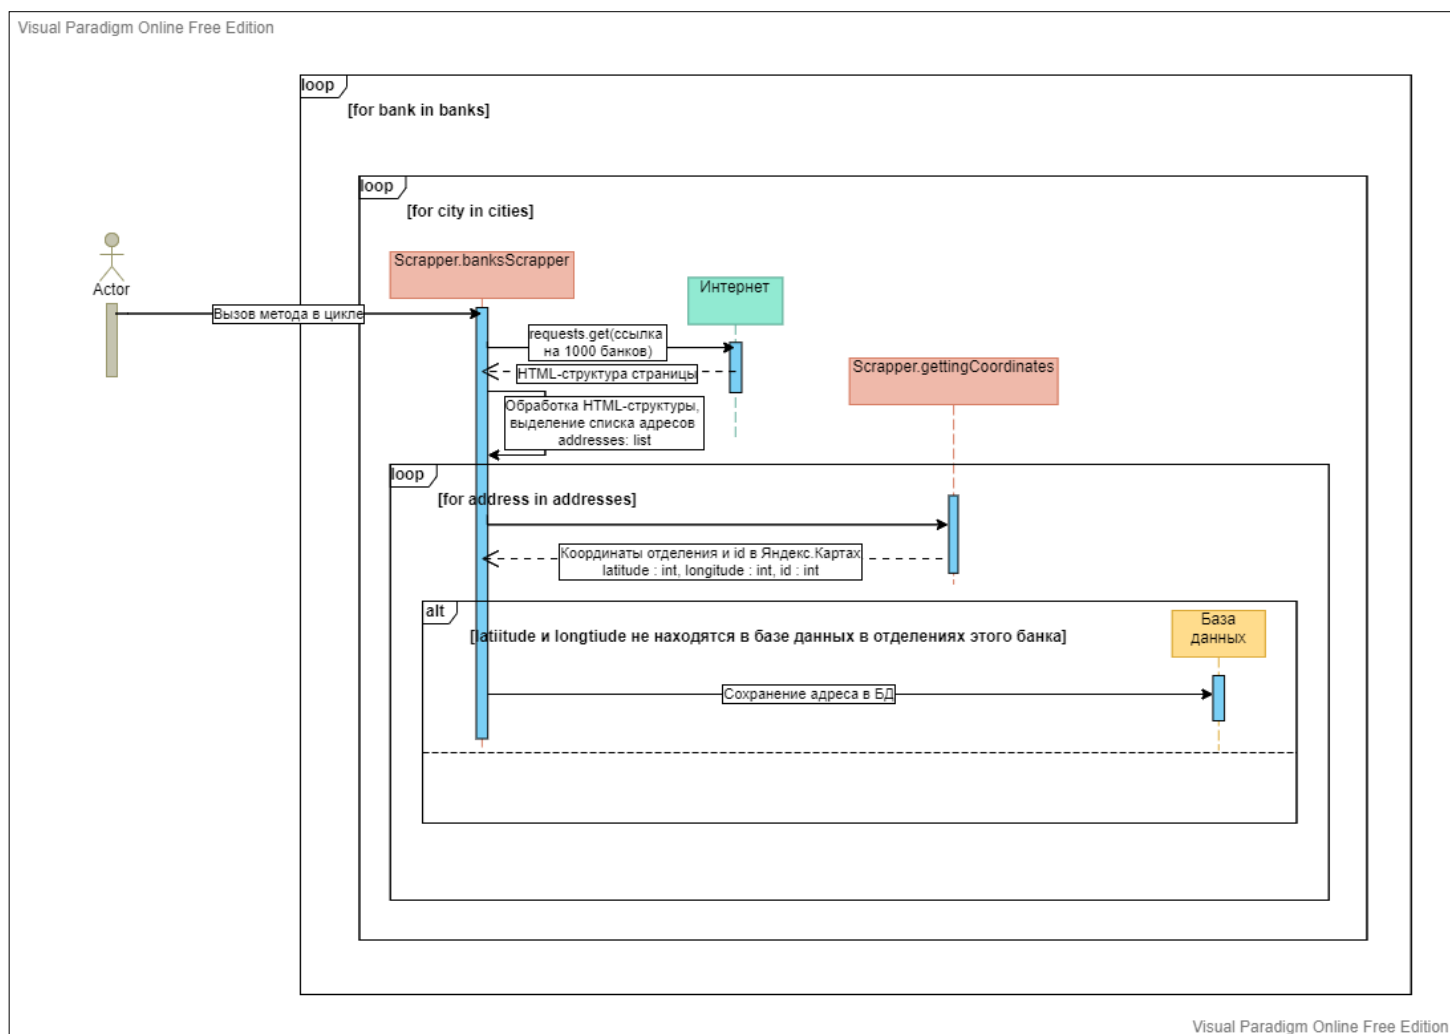 Visual Paradigm Online Free Edition
loop
[for bank in banks]
loop
[for city in cities]
Actor
Scrapper.banksScrapper
Интернет
Вызов метода в цикле
requests.get(ссылка
на 1000 банков)
HTML-структура страницы
Scrapper.gettingCoordinates
Обработка HTML-структуры,
выделение списка адресов
addresses: list
loop
[for address in addresses]
Координаты отделения и id в Яндекс.Картах
latitude : int, longitude : int, id : int
alt
[latiitude и longtiude не находятся в базе данных в отделениях этого банка]
База
данных
Сохранение адреса в БД
Visual Paradigm Online Free Edition